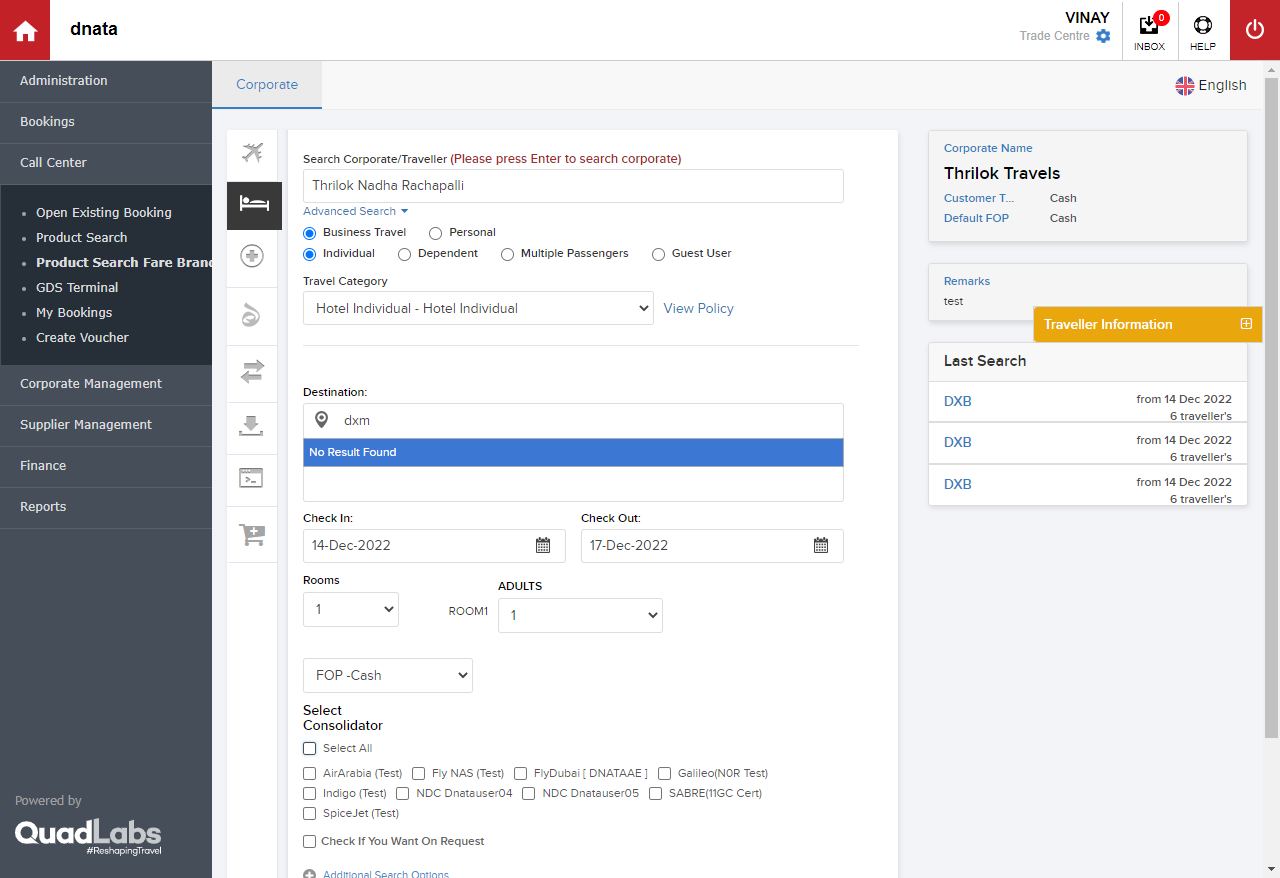 dnata
VINAY
Trade Centre
0
INBOX
HELP
Administration
Bookings
Call Center
Open Existing Booking
Product Search
Product Search Fare Brand
GDS Terminal
My Bookings
Create Voucher
Corporate Management
Supplier Management
Finance
Reports
Powered by
QuadLabs
#ReshapingTravel
Corporate
English
Search Corporate/Traveller (Please press Enter to search corporate)
Thrilok Nadha Rachapalli
Advanced Search
Business Travel Personal
Individual Dependent Multiple Passengers Guest User
Travel Category
Hotel Individual - Hotel Individual View Policy
Destination:
dxm
No Result Found
Check In: Check Out:
14-Dec-2022 17-Dec-2022
Rooms ADULTS
1 ROOM1 1
FOP -Cash
Select
Consolidator
Select All
AirArabia (Test) Fly NAS (Test) FlyDubai [ DNATAAE ] Galileo(N0R Test)
Indigo (Test) NDC Dnatauser04 NDC Dnatauser05 SABRE(11GC Cert)
SpiceJet (Test)
Check If You Want On Request
Additional Search Options
Corporate Name
Thrilok Travels
Customer T... Cash
Default FOP Cash
Remarks
test
Traveller Information
Last Search
DXB from 14 Dec 2022
6 traveller's
DXB from 14 Dec 2022
6 traveller's
DXB from 14 Dec 2022
6 traveller's